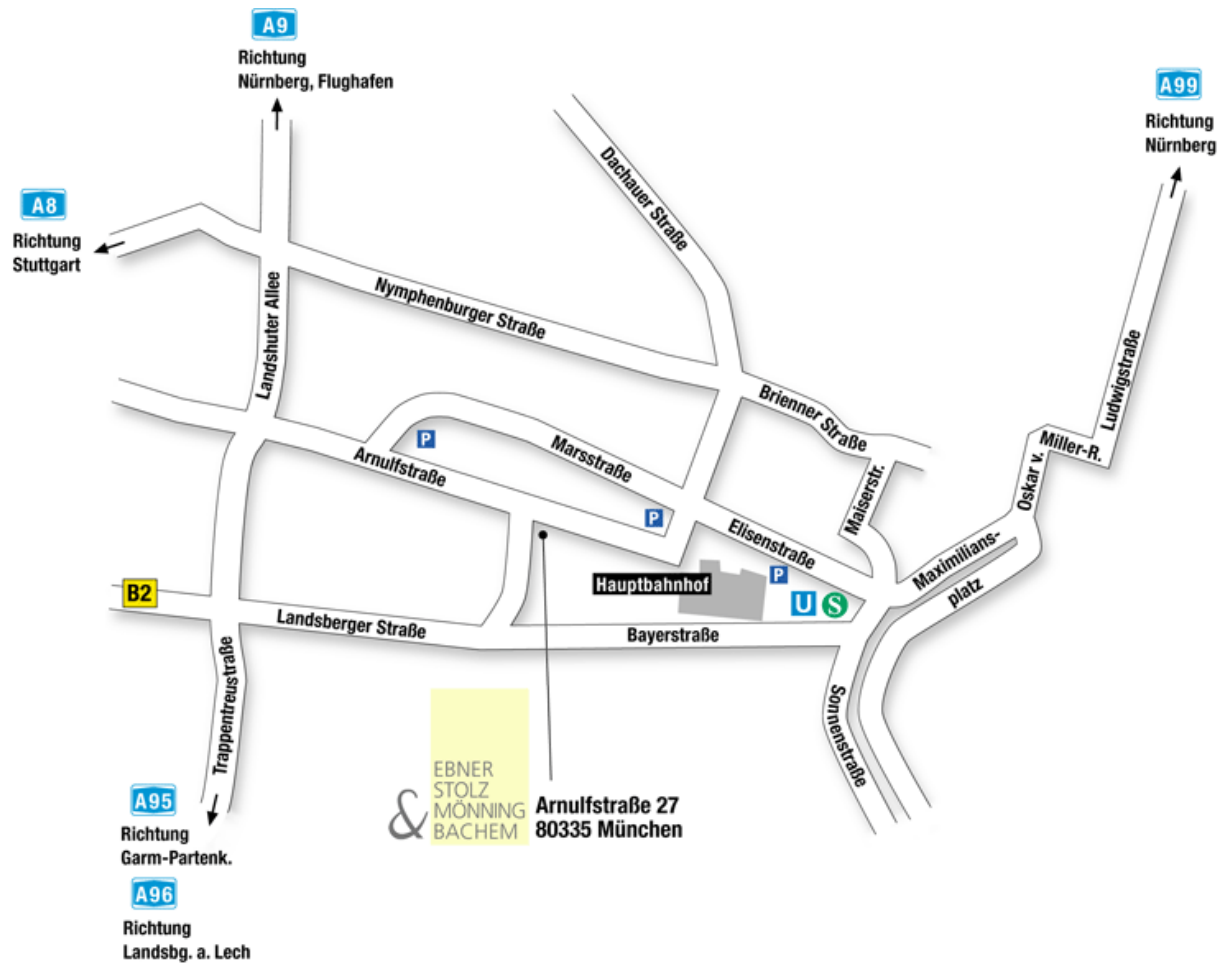 A9
Richtung
Nürnberg, Flughafen
A99
Richtung
Nürnberg
A8
Richtung
Stuttgart
Dachauer Straße
Landshuter Allee
Nymphenburger Straße
Brienner Straße
Ludwigstraße
Miller-R.
Oskar v.
P
Marsstraße
Arnulfstraße
Maiserstr.
P
Elisenstraße
Maximilians-
platz
Hauptbahnhof
P
U
S
B2
Landsberger Straße
Bayerstraße
Trappentreustraße
Sonnenstraße
A95
Richtung
Garm-Partenk.
A96
Richtung
Landsbg. a. Lech
EBNER
STOLZ
MÖNNING
& BACHEM
Arnulfstraße 27
80335 München